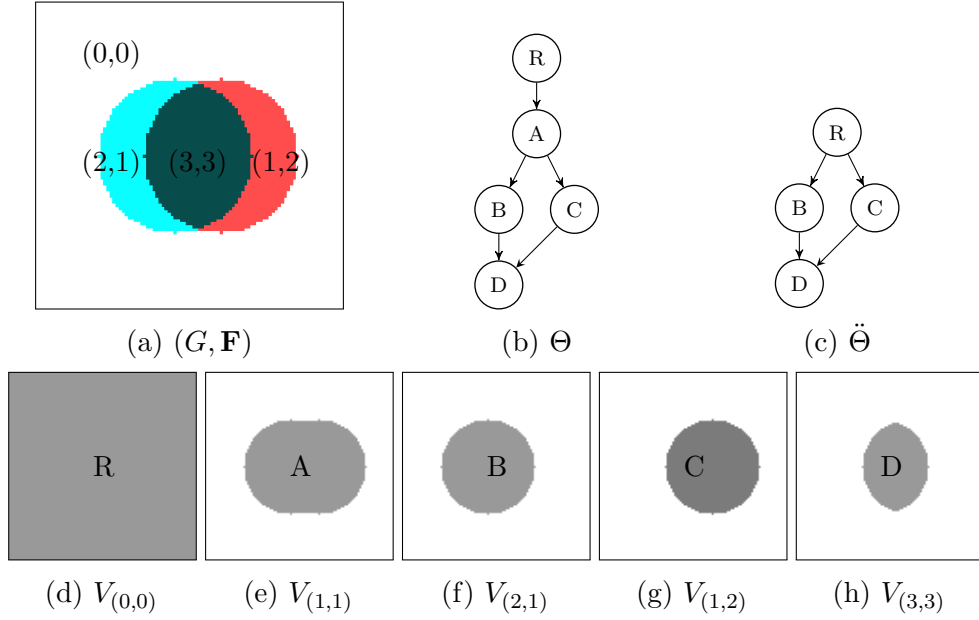 (0,0)
(2,1) (3,3) (1,2)
(a) (G, F)
R
A
B C
D
(b) Θ
R
B C
D
(c) Θ̈
R
A
B
C
D
(d) V₍₀,₀₎
(e) V₍₁,₁₎
(f) V₍₂,₁₎
(g) V₍₁,₂₎
(h) V₍₃,₃₎